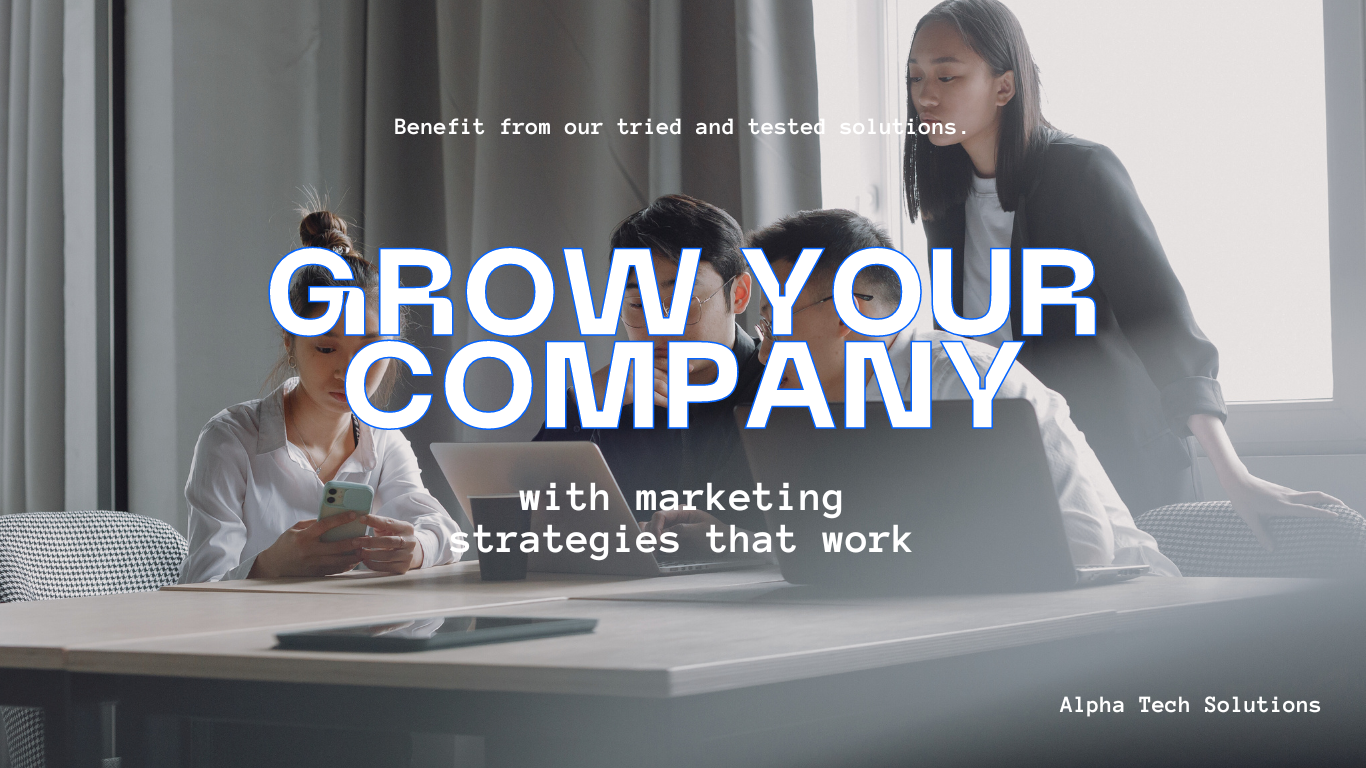 Benefit from our tried and tested solutions.
GROW YOUR
COMPANY
with marketing
strategies that work
Alpha Tech Solutions